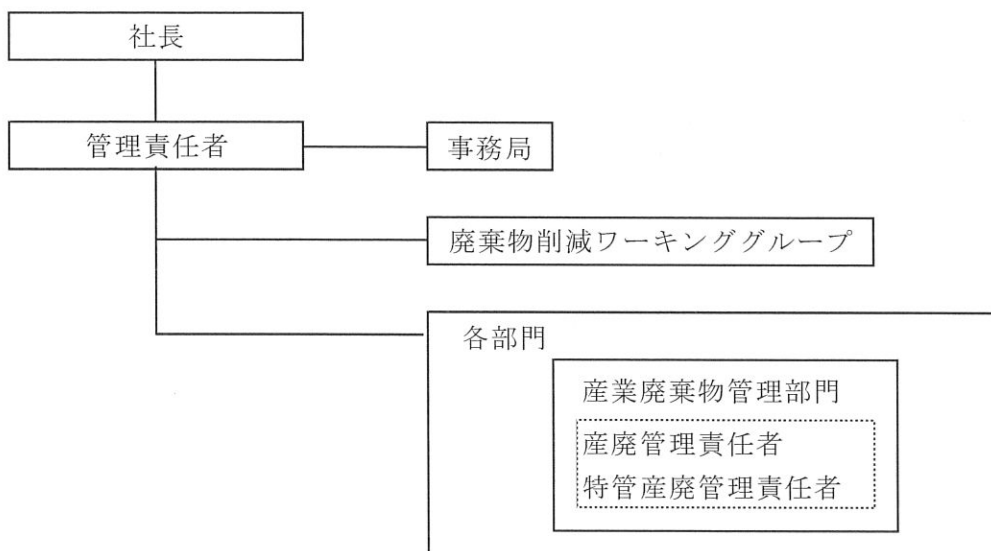 社長
管理責任者
事務局
廃棄物削減ワーキンググループ
各部門
産業廃棄物管理部門
産廃管理責任者
特管産廃管理責任者